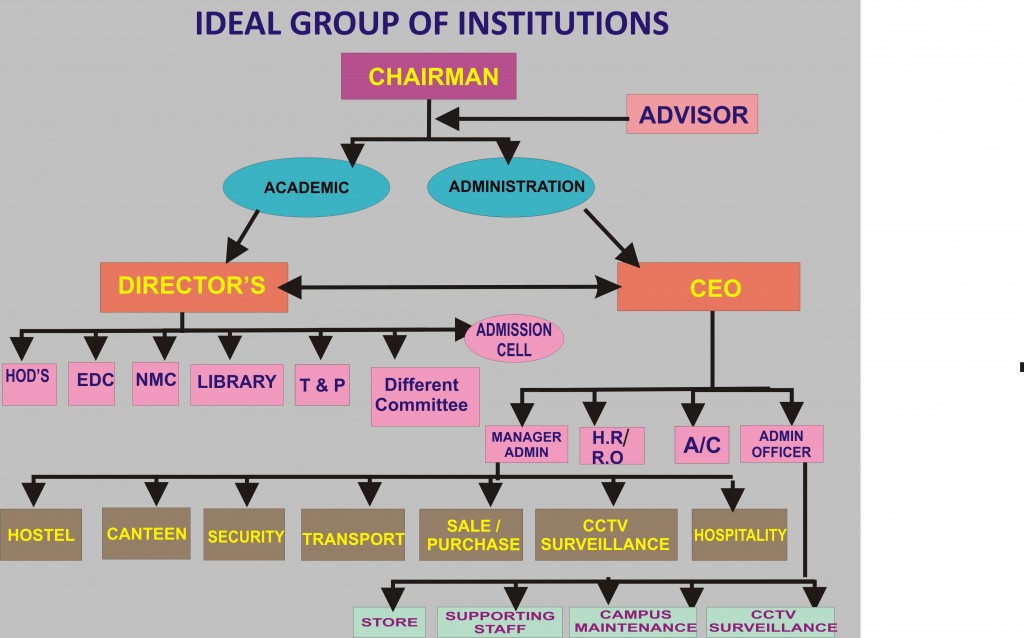 IDEAL GROUP OF INSTITUTIONS
CHAIRMAN
ADVISOR
ACADEMIC
ADMINISTRATION
DIRECTOR'S
CEO
ADMISSION
CELL
HOD'S
EDC
NMC
LIBRARY
T & P
Different
Committee
MANAGER
ADMIN
H.R/
R.O
A/C
ADMIN
OFFICER
HOSTEL
CANTEEN
SECURITY
TRANSPORT
SALE /
PURCHASE
CCTV
SURVEILLANCE
HOSPITALITY
STORE
SUPPORTING
STAFF
CAMPUS
MAINTENANCE
CCTV
SURVEILLANCE